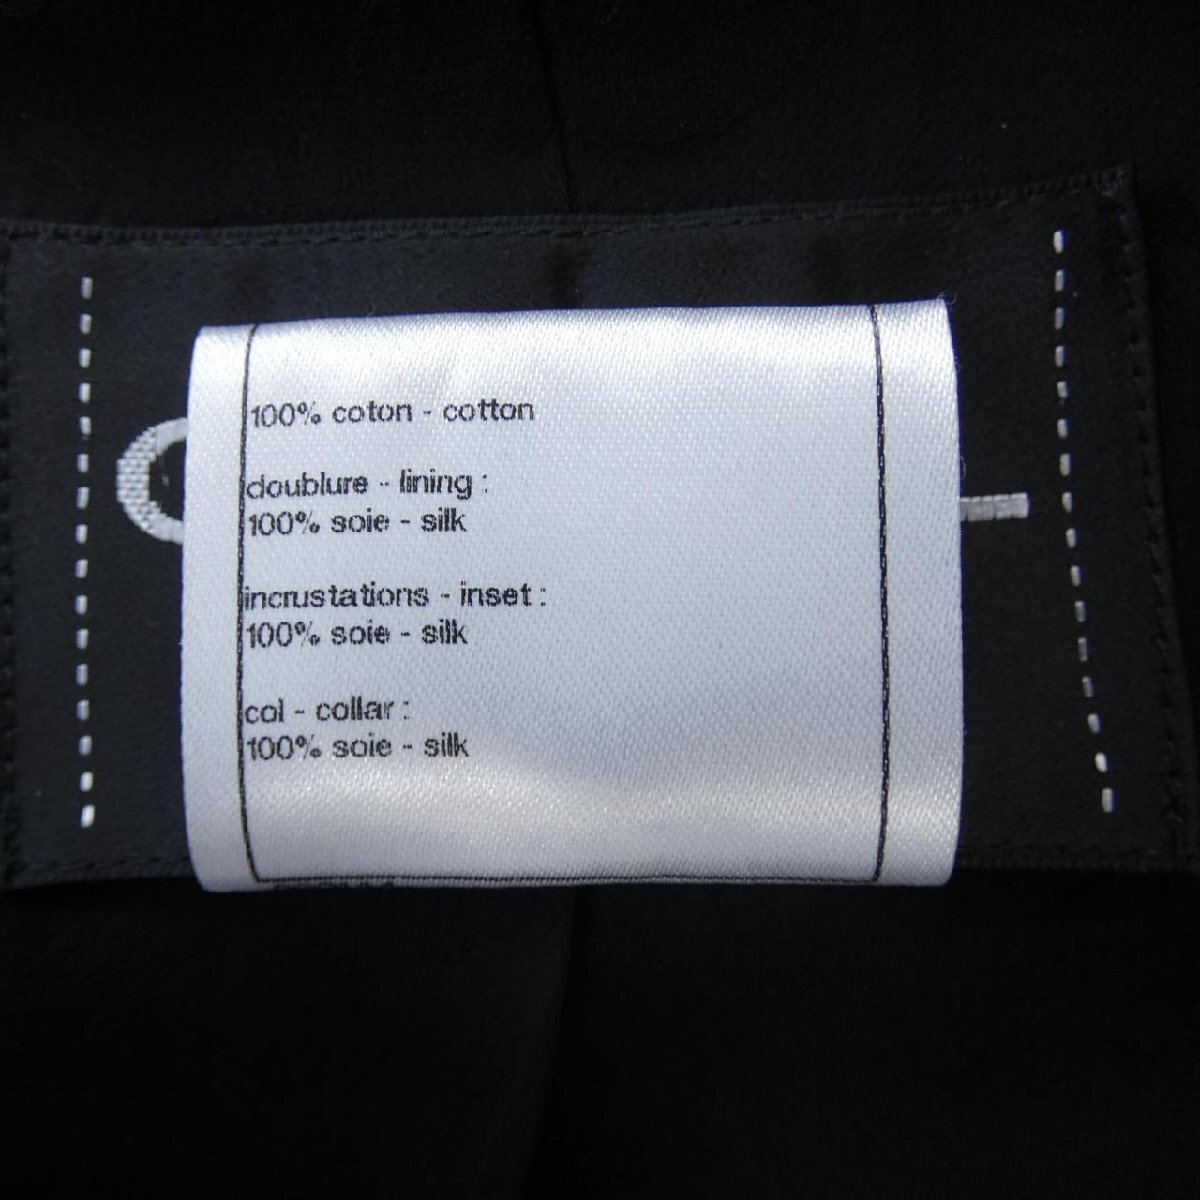 100% coton - cotton
doublure - lining :
100% soie - silk
incrustations - inset :
100% soie - silk
col - collar :
100% soie - silk